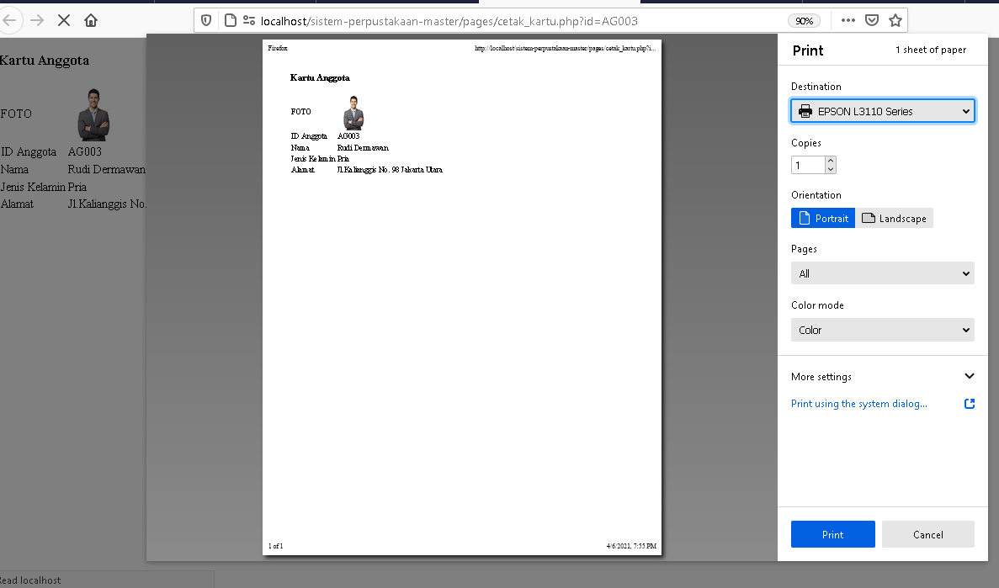 localhost/sistem-perpustakaan-master/pages/cetak_kartu.php?id=AG003
90%
Kartu Anggota
FOTO
ID Anggota AG003
Nama Rudi Dermawan
Jenis Kelamin Pria
Alamat Jl.Kalianggis No.
Read localhost
Firefox http://localhost/sistem-perpustakaan-master/pages/cetak_kartu.php?i...
Kartu Anggota
FOTO
ID Anggota AG003
Nama Rudi Dermawan
Jenis Kelamin Pria
Alamat Jl.Kalianggis No. 98 Jakarta Utara
1 of 1 4/6/2021, 7:55 PM
Print 1 sheet of paper
Destination
EPSON L3110 Series
Copies
1
Orientation
Portrait Landscape
Pages
All
Color mode
Color
More settings
Print using the system dialog...
Print Cancel